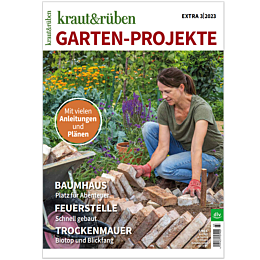 kraut&rüben
kraut&rüben
EXTRA 3|2023
GARTEN-PROJEKTE
Mit vielen
Anleitungen
und
Plänen
BAUMHAUS
Platz für Abenteuer
FEUERSTELLE
Schnell gebaut
TROCKENMAUER
Biotop und Blickfang
dlv